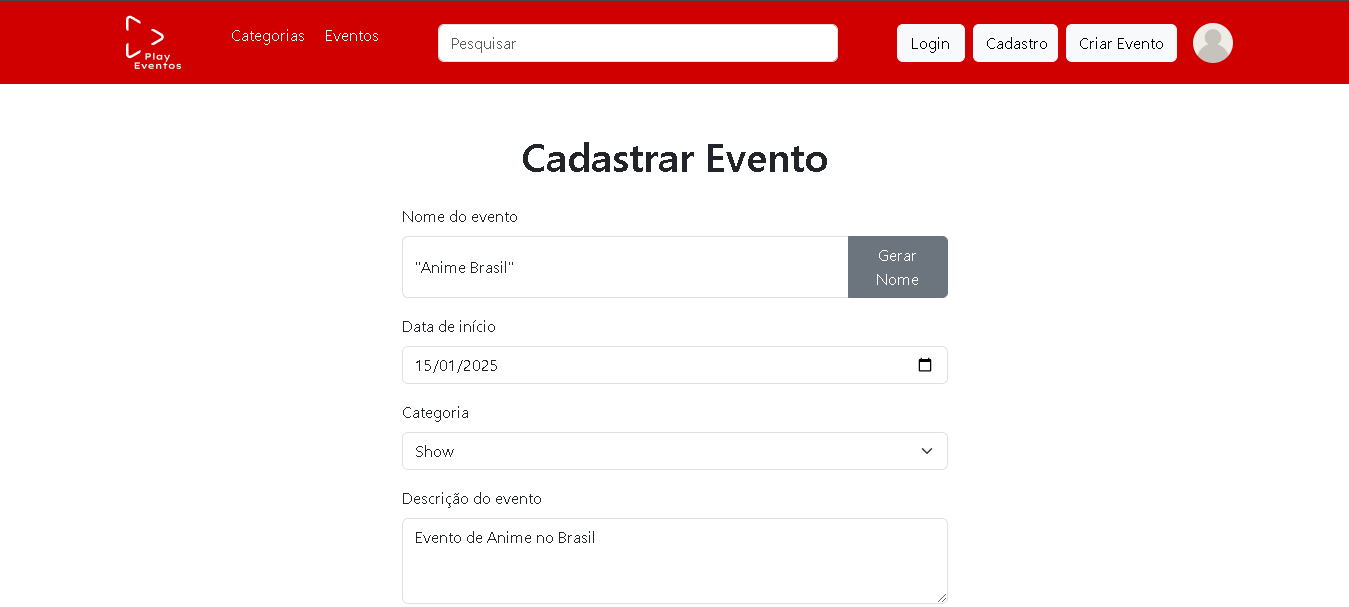 Play
Eventos
Categorias
Eventos
Pesquisar
Login
Cadastro
Criar Evento
Cadastrar Evento
Nome do evento
"Anime Brasil"
Gerar
Nome
Data de início
15/01/2025
Categoria
Show
Descrição do evento
Evento de Anime no Brasil